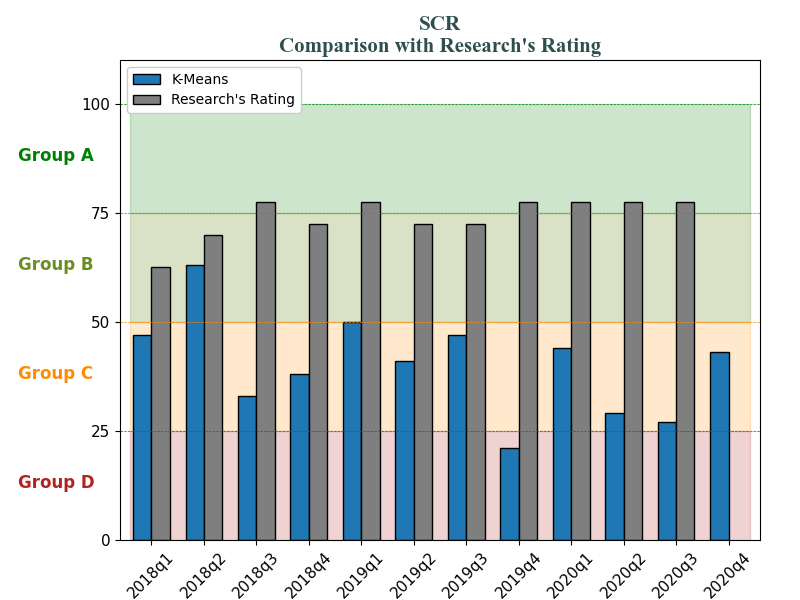 SCR
Comparison with Research's Rating
K-Means
Research's Rating
100
Group A
75
Group B
50
Group C
25
Group D
0
2018q1
2018q2
2018q3
2018q4
2019q1
2019q2
2019q3
2019q4
2020q1
2020q2
2020q3
2020q4